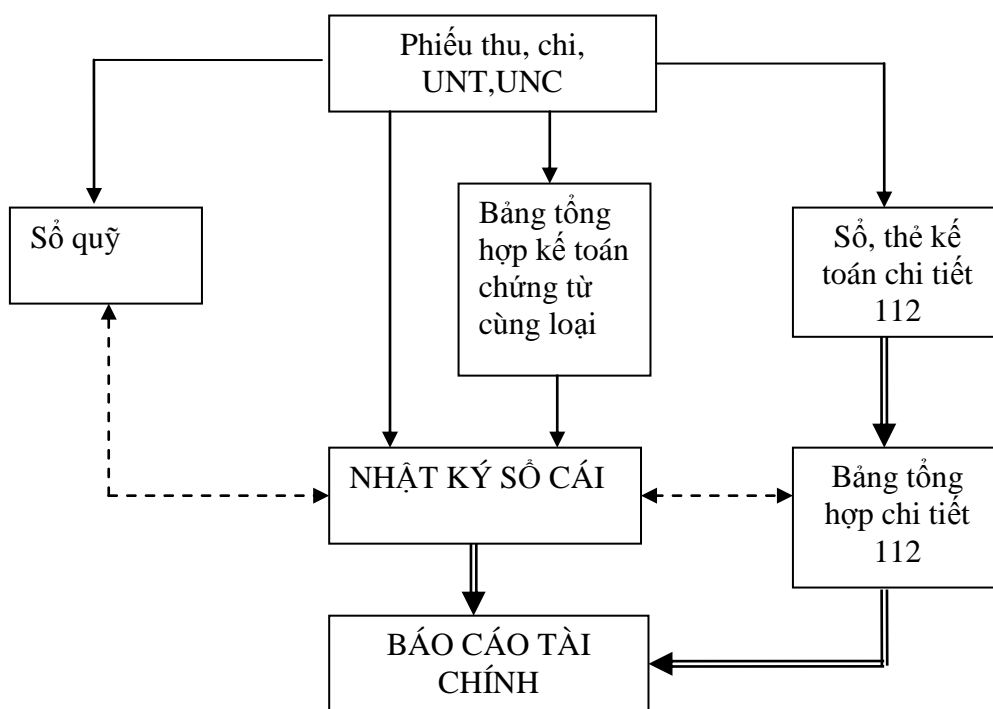 Phiếu thu, chi,
UNT,UNC
Sổ quỹ
Bảng tổng
hợp kế toán
chứng từ
cùng loại
Sổ, thẻ kế
toán chi tiết
112
NHẬT KÝ SỔ CÁI
Bảng tổng
hợp chi tiết
112
BÁO CÁO TÀI
CHÍNH